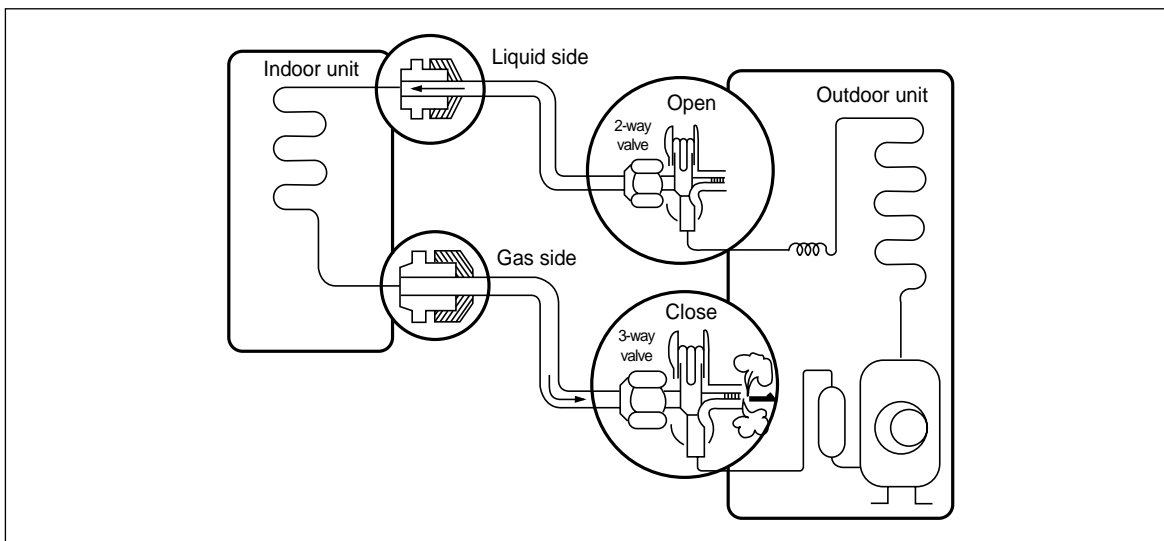 Indoor unit
Liquid side
Open
2-way
valve
Outdoor unit
Gas side
Close
3-way
valve